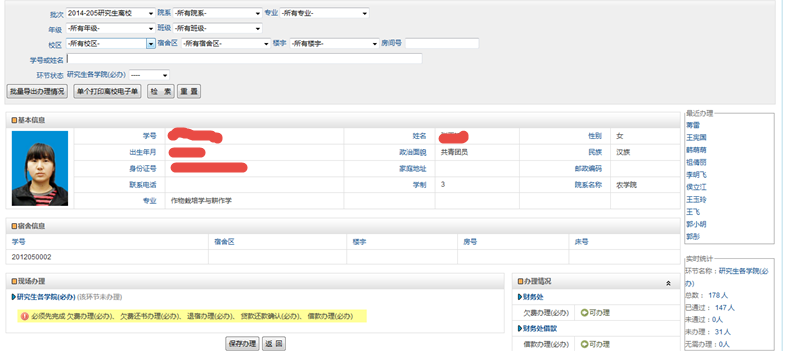 批次 2014-205研究生离校 院系 -所有院系- 专业 -所有专业-
年级 -所有年级- 班级 -所有班级-
校区 -所有校区- 宿舍区 -所有宿舍区- 楼宇 -所有楼宇- 房间号
学号或姓名
环节状态 研究生各学院(必办) ----
批量导出办理情况 单个打印离校电子单 检 索 重 置
基本信息
学号 姓名 性别 女
出生年月 政治面貌 共青团员 民族 汉族
身份证号 家庭地址 邮政编码
联系电话 学制 3 院系名称 农学院
专业 作物栽培学与耕作学
宿舍信息
学号 宿舍区 楼宇 房号 床号
2012050002
现场办理
研究生各学院(必办) (该环节未办理)
必须先完成 欠费办理(必办)、 欠费还书办理(必办)、 退宿办理(必办)、 贷款还款确认(必办)、 借款办理(必办)
保存办理 返 回
办理情况
财务处
欠费办理(必办) 可办理
财务处借款
借款办理(必办) 可办理
最近办理
蒋雷
王宪国
韩萌萌
祖倩丽
李明飞
侯立江
王玉玲
王飞
郭小明
郭彤
实时统计
环节名称：研究生各学院(必办)
总数： 178人
已通过： 147人
未通过：0人
未办理： 31人
无需办理：0人